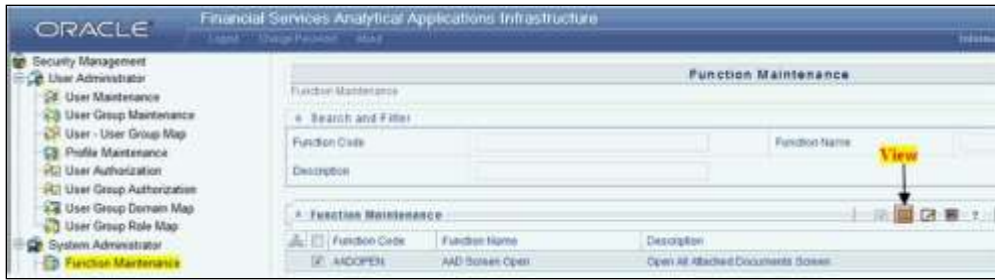 ORACLE
Financial Services Analytical Applications Infrastructure
Logout Change Password About
Security Management
User Administrator
User Maintenance
User Group Maintenance
User - User Group Map
Profile Maintenance
User Authorization
User Group Authorization
User Group Domain Map
User Group Role Map
System Administrator
Function Maintenance
Function Maintenance
Function Maintenance
Search and Filter
Function Code
Function Name
Description
View
Function Maintenance
Function Code Function Name Description
AADOPEN AAD Screen Open Open All Attached Documents Screen